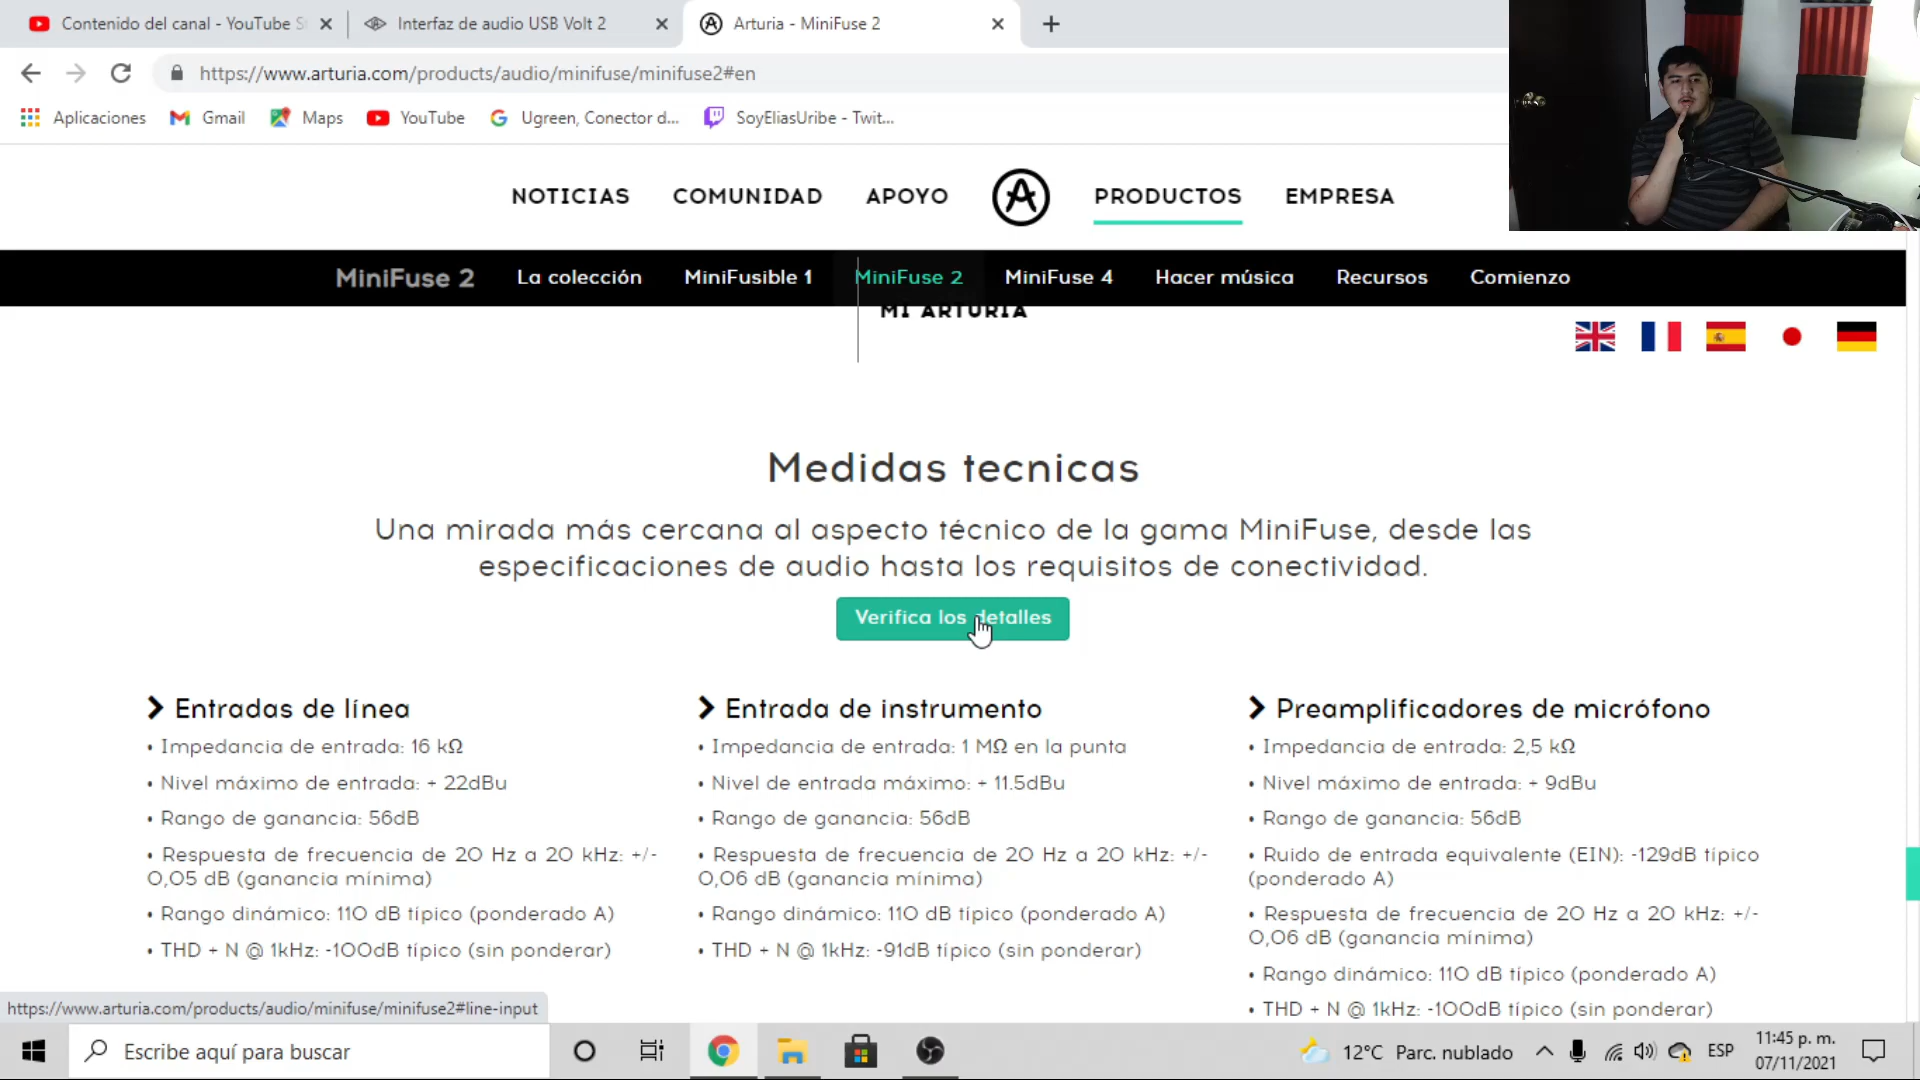 Contenido del canal - YouTube S
Interfaz de audio USB Volt 2
Arturia - MiniFuse 2
https://www.arturia.com/products/audio/minifuse/minifuse2#en
Aplicaciones
Gmail
Maps
YouTube
Ugreen, Conector d...
SoyEliasUribe - Twit...
NOTICIAS
COMUNIDAD
APOYO
PRODUCTOS
EMPRESA
MiniFuse 2
La colección
MiniFusible 1
MiniFuse 2
MiniFuse 4
Hacer música
Recursos
Comienzo
MI ARTURIA
Medidas tecnicas
Una mirada más cercana al aspecto técnico de la gama MiniFuse, desde las
especificaciones de audio hasta los requisitos de conectividad.
Verifica los detalles
Entradas de línea
• Impedancia de entrada: 16 kΩ
• Nivel máximo de entrada: + 22dBu
• Rango de ganancia: 56dB
• Respuesta de frecuencia de 20 Hz a 20 kHz: +/-
0,05 dB (ganancia mínima)
• Rango dinámico: 110 dB típico (ponderado A)
• THD + N @ 1kHz: -100dB típico (sin ponderar)
Entrada de instrumento
• Impedancia de entrada: 1 MΩ en la punta
• Nivel de entrada máximo: + 11.5dBu
• Rango de ganancia: 56dB
• Respuesta de frecuencia de 20 Hz a 20 kHz: +/-
0,06 dB (ganancia mínima)
• Rango dinámico: 110 dB típico (ponderado A)
• THD + N @ 1kHz: -91dB típico (sin ponderar)
Preamplificadores de micrófono
• Impedancia de entrada: 2,5 kΩ
• Nivel máximo de entrada: + 9dBu
• Rango de ganancia: 56dB
• Ruido de entrada equivalente (EIN): -129dB típico
(ponderado A)
• Respuesta de frecuencia de 20 Hz a 20 kHz: +/-
0,06 dB (ganancia mínima)
• Rango dinámico: 110 dB típico (ponderado A)
• THD + N @ 1kHz: -100dB típico (sin ponderar)
https://www.arturia.com/products/audio/minifuse/minifuse2#line-input
Escribe aquí para buscar
12°C Parc. nublado
ESP
11:45 p. m.
07/11/2021